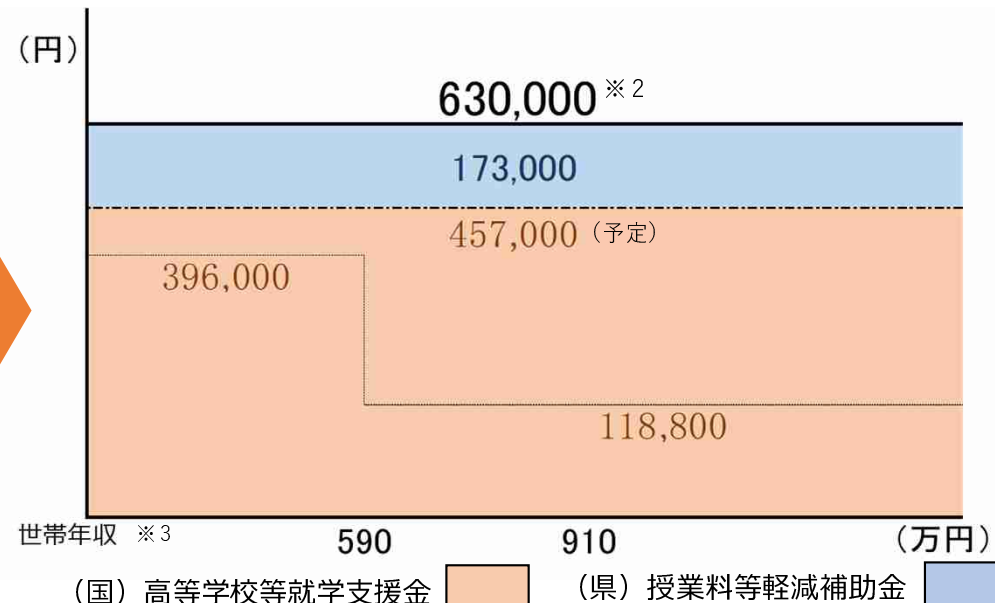 （円）
630,000※2
173,000
457,000（予定）
396,000
118,800
世帯年収 ※3
590
910
（万円）
（国）高等学校等就学支援金
（県）授業料等軽減補助金